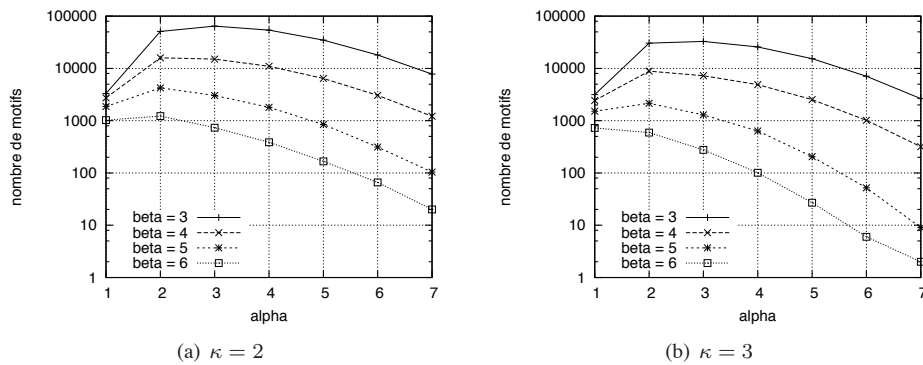 100000
10000
1000
100
10
1
nombre de motifs
beta = 3
beta = 4
beta = 5
beta = 6
1 2 3 4 5 6 7
alpha
(a) κ = 2
100000
10000
1000
100
10
1
nombre de motifs
beta = 3
beta = 4
beta = 5
beta = 6
1 2 3 4 5 6 7
alpha
(b) κ = 3